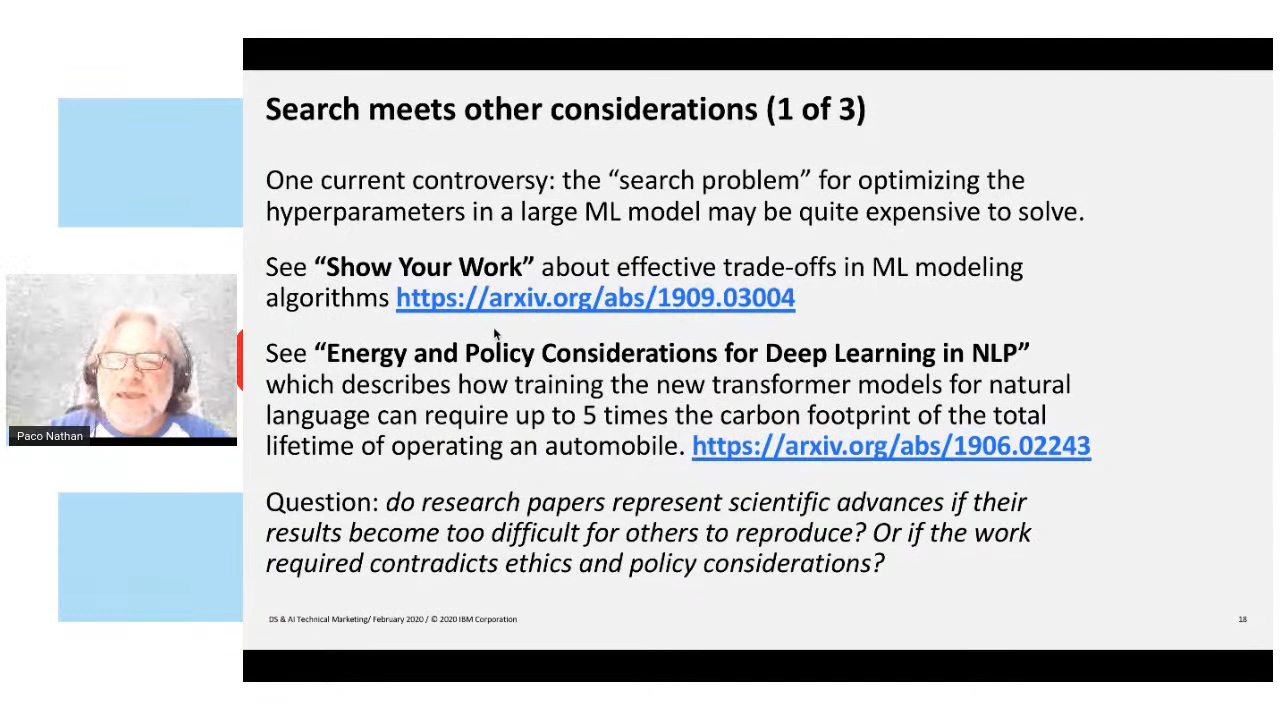 Search meets other considerations (1 of 3)
One current controversy: the “search problem” for optimizing the
hyperparameters in a large ML model may be quite expensive to solve.
See “Show Your Work” about effective trade-offs in ML modeling
algorithms https://arxiv.org/abs/1909.03004
See “Energy and Policy Considerations for Deep Learning in NLP”
which describes how training the new transformer models for natural
language can require up to 5 times the carbon footprint of the total
lifetime of operating an automobile. https://arxiv.org/abs/1906.02243
Question: do research papers represent scientific advances if their
results become too difficult for others to reproduce? Or if the work
required contradicts ethics and policy considerations?
DS & AI Technical Marketing/ February 2020 / © 2020 IBM Corporation
18
Paco Nathan